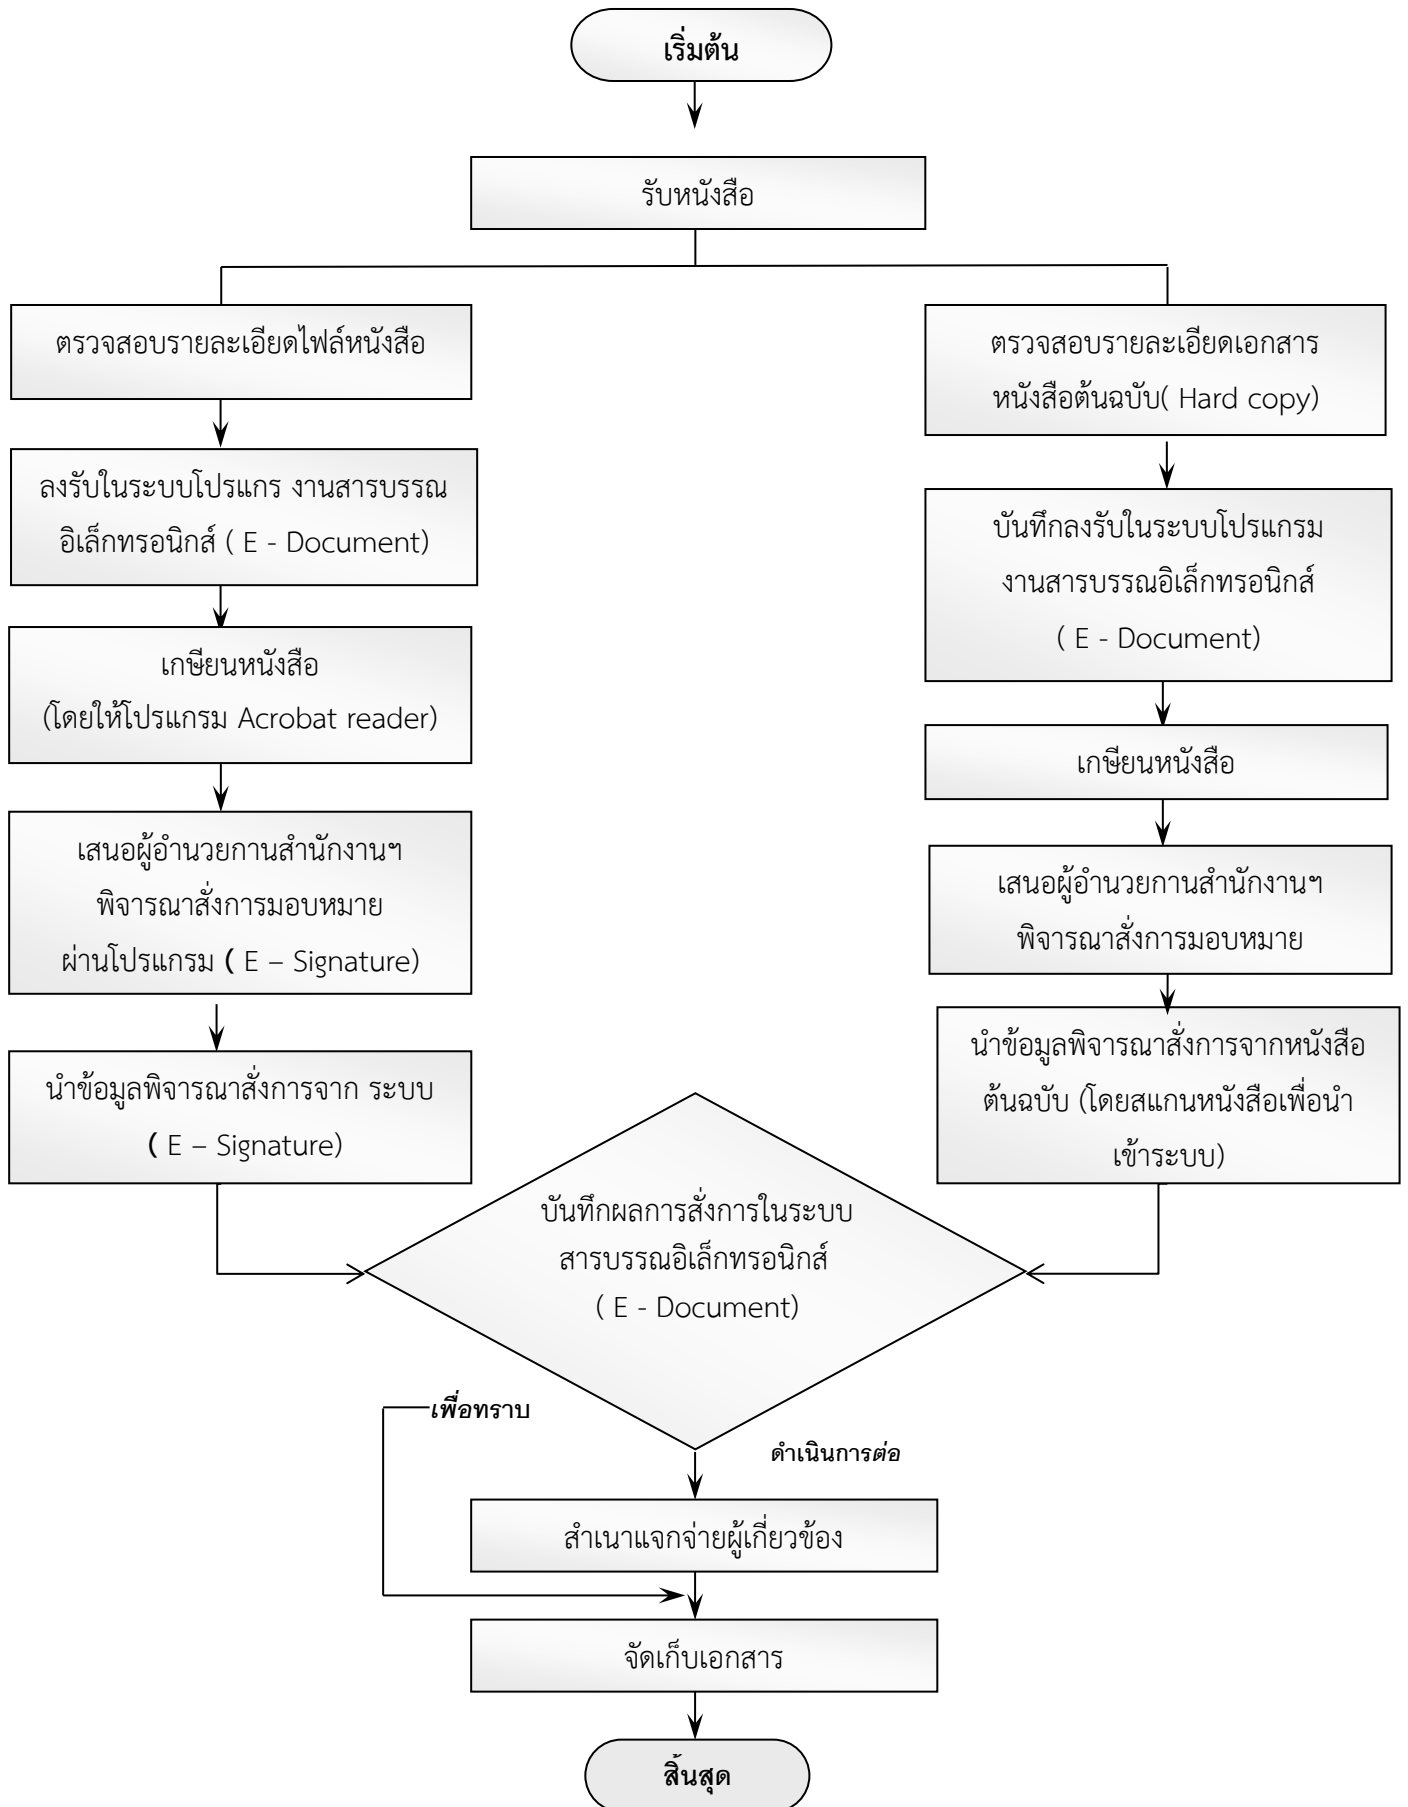 เริ่มต้น
รับหนังสือ
ตรวจสอบรายละเอียดไฟล์หนังสือ
ลงรับในระบบโปรแกร งานสารบรรณ
อิเล็กทรอนิกส์ ( E - Document)
เกษียนหนังสือ
(โดยให้โปรแกรม Acrobat reader)
เสนอผู้อำนวยกานสำนักงานฯ
พิจารณาสั่งการมอบหมาย
ผ่านโปรแกรม ( E – Signature)
นำข้อมูลพิจารณาสั่งการจาก ระบบ
( E – Signature)
ตรวจสอบรายละเอียดเอกสาร
หนังสือต้นฉบับ( Hard copy)
บันทึกลงรับในระบบโปรแกรม
งานสารบรรณอิเล็กทรอนิกส์
( E - Document)
เกษียนหนังสือ
เสนอผู้อำนวยกานสำนักงานฯ
พิจารณาสั่งการมอบหมาย
นำข้อมูลพิจารณาสั่งการจากหนังสือ
ต้นฉบับ (โดยสแกนหนังสือเพื่อนำ
เข้าระบบ)
บันทึกผลการสั่งการในระบบ
สารบรรณอิเล็กทรอนิกส์
( E - Document)
เพื่อทราบ
ดำเนินการต่อ
สำเนาแจกจ่ายผู้เกี่ยวข้อง
จัดเก็บเอกสาร
สิ้นสุด